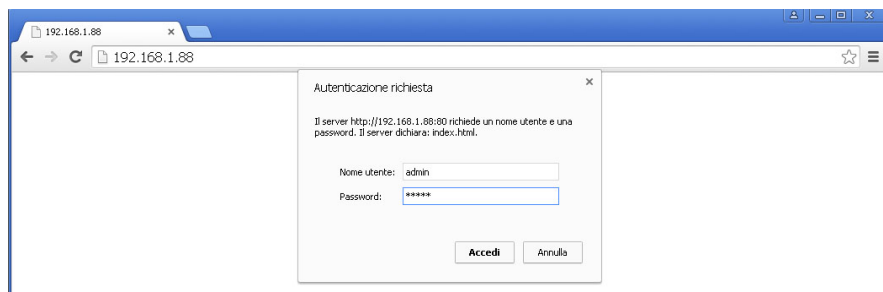 192.168.1.88
192.168.1.88
Autenticazione richiesta
Il server http://192.168.1.88:80 richiede un nome utente e una
password. Il server dichiara: index.html.
Nome utente: admin
Password: *****
Accedi Annulla